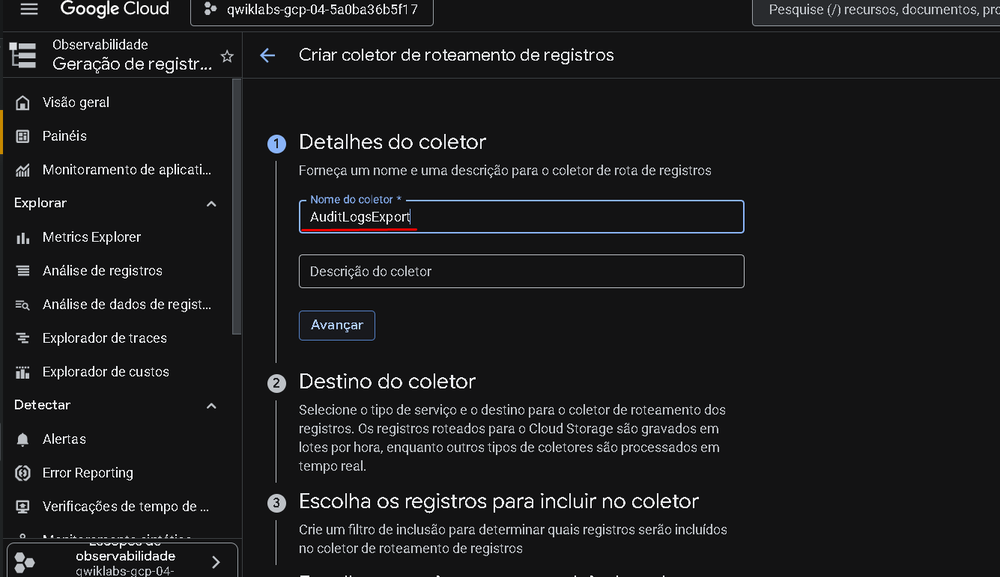 Google Cloud
qwiklabs-gcp-04-5a0ba36b5f17
Pesquise (/) recursos, documentos, pro
Observabilidade
Geração de registr...
Criar coletor de roteamento de registros
Visão geral
Painéis
Monitoramento de aplicati...
Explorar
Metrics Explorer
Análise de registros
Análise de dados de regist...
Explorador de traces
Explorador de custos
Detectar
Alertas
Error Reporting
Verificações de tempo de ...
observabilidade
qwiklabs-gcp-04-
1
Detalhes do coletor
Forneça um nome e uma descrição para o coletor de rota de registros
Nome do coletor *
AuditLogsExport
Descrição do coletor
Avançar
2
Destino do coletor
Selecione o tipo de serviço e o destino para o coletor de roteamento dos
registros. Os registros roteados para o Cloud Storage são gravados em
lotes por hora, enquanto outros tipos de coletores são processados em
tempo real.
3
Escolha os registros para incluir no coletor
Crie um filtro de inclusão para determinar quais registros serão incluídos
no coletor de roteamento de registros